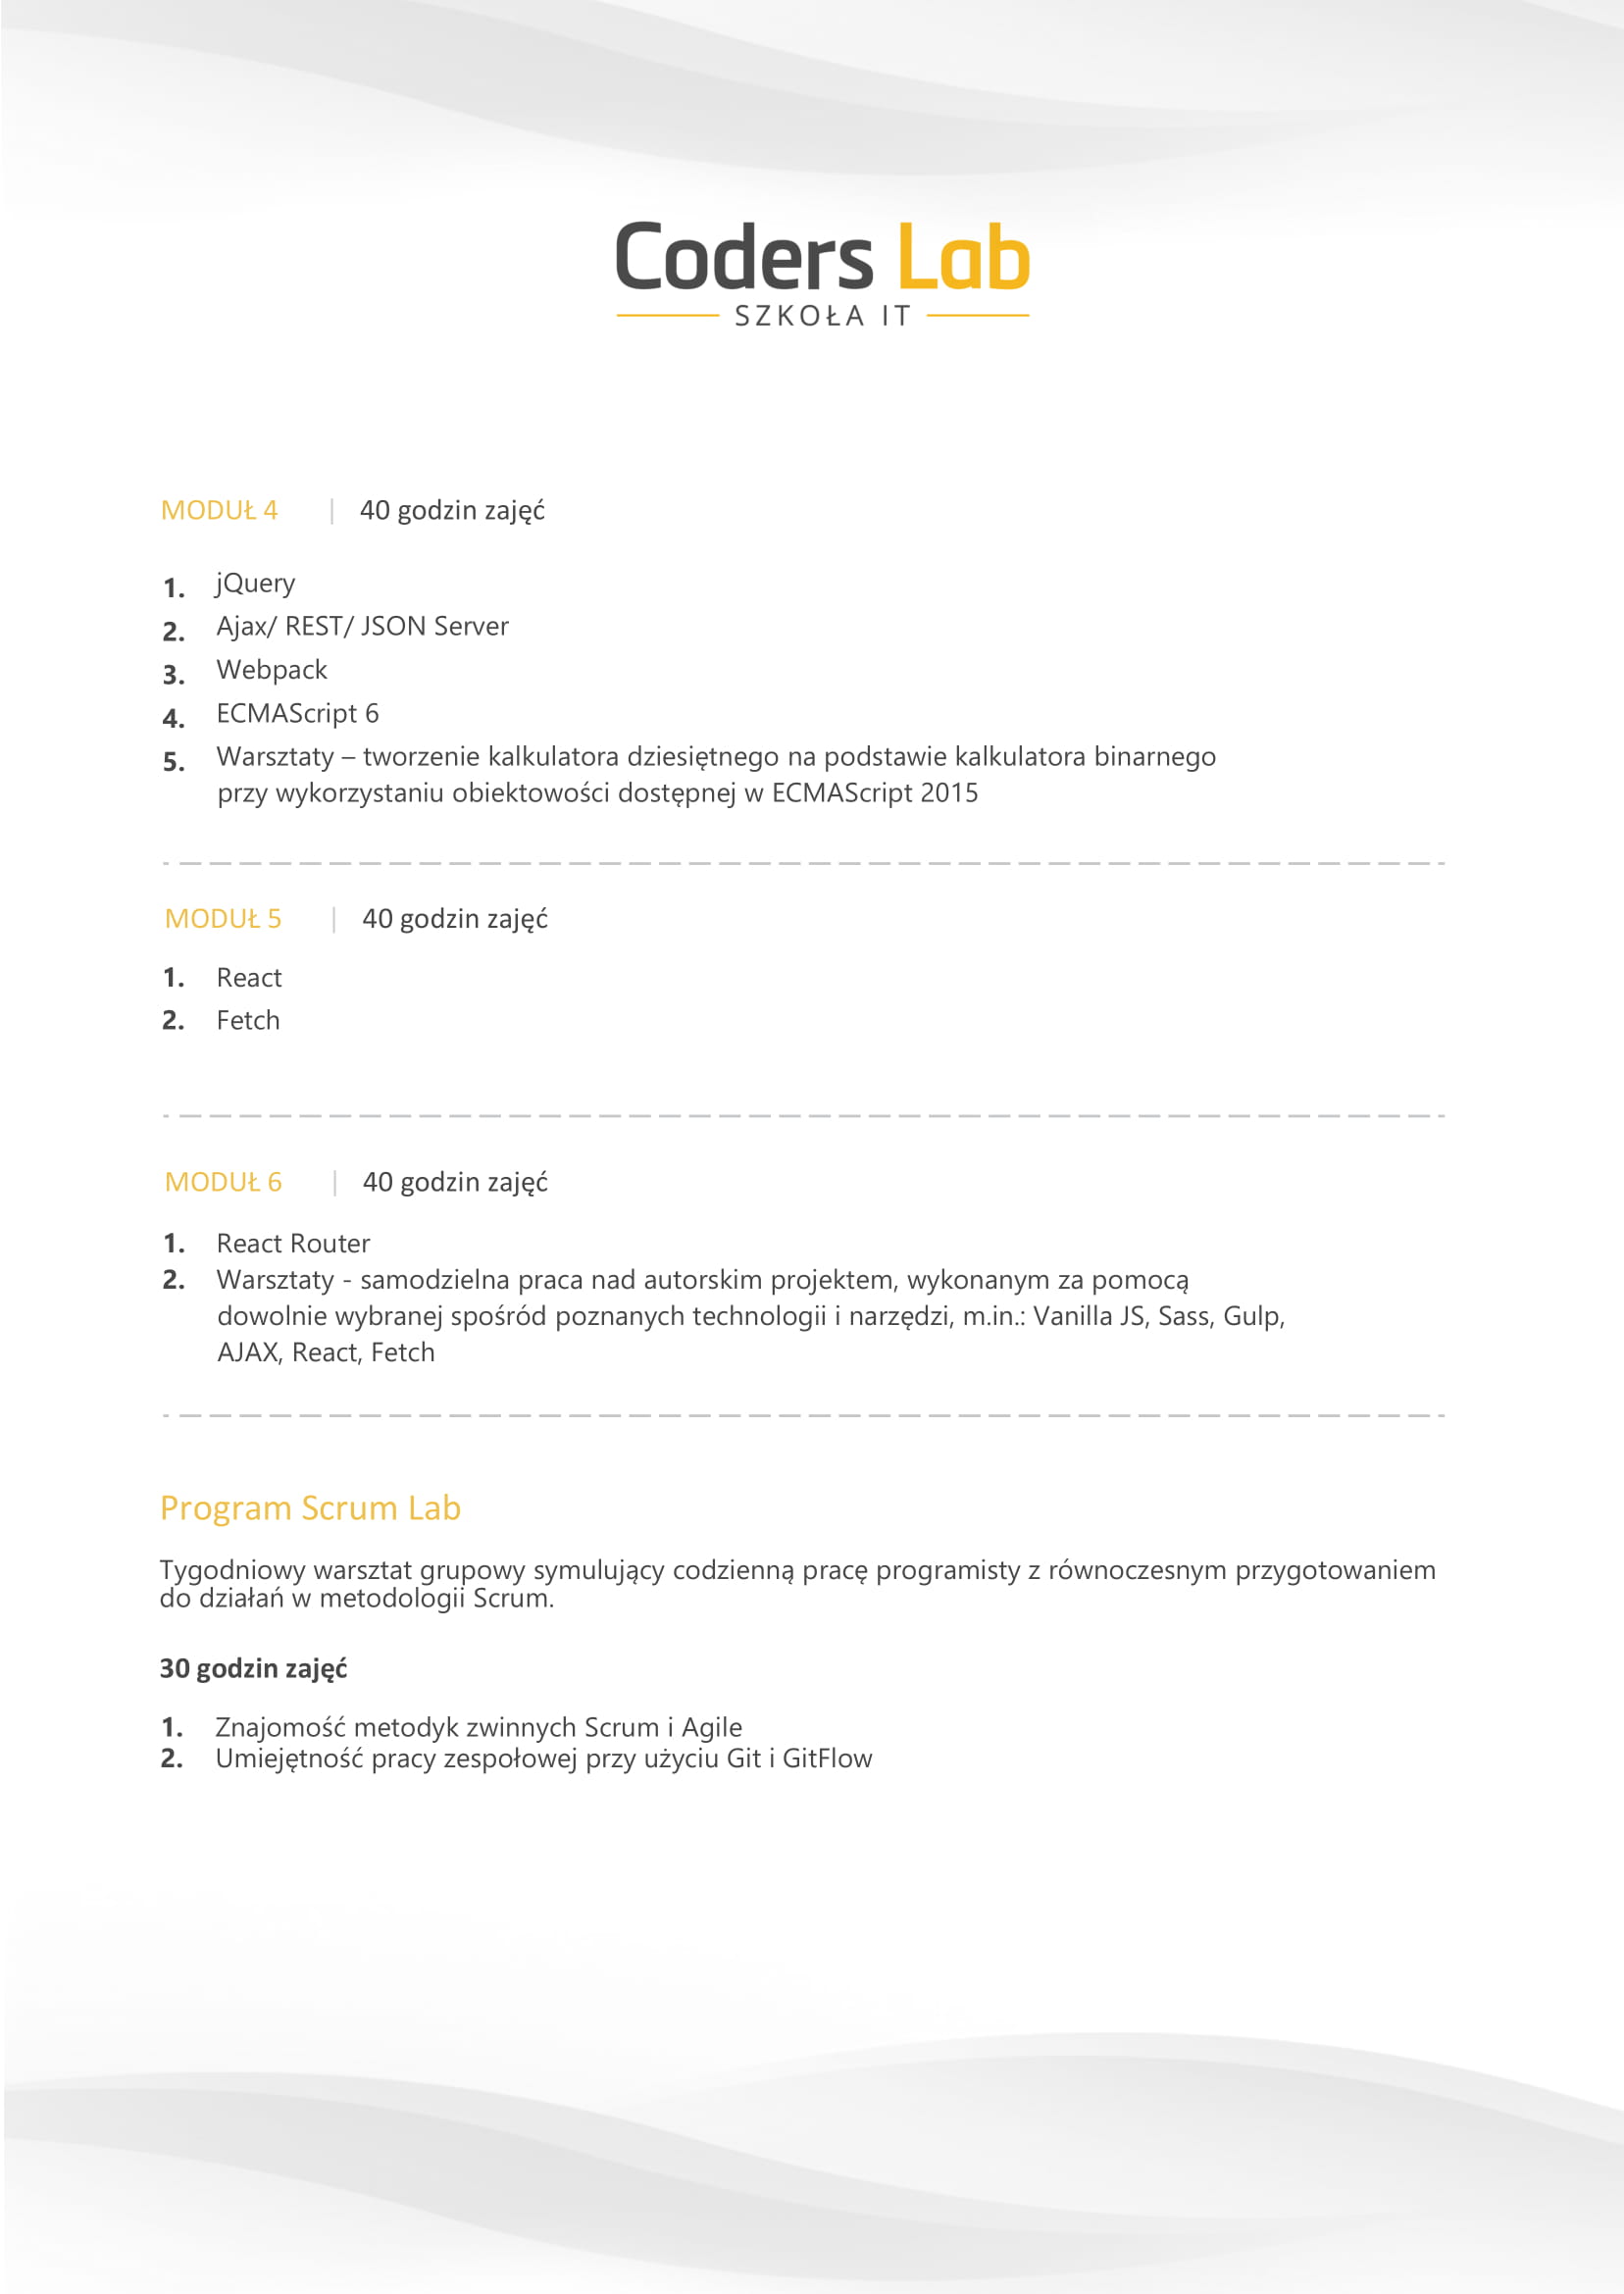 Coders Lab
SZKOŁA IT
MODUŁ 4 | 40 godzin zajęć
1. jQuery
2. Ajax/ REST/ JSON Server
3. Webpack
4. ECMAScript 6
5. Warsztaty – tworzenie kalkulatora dziesiętnego na podstawie kalkulatora binarnego
przy wykorzystaniu obiektowości dostępnej w ECMAScript 2015
MODUŁ 5 | 40 godzin zajęć
1. React
2. Fetch
MODUŁ 6 | 40 godzin zajęć
1. React Router
2. Warsztaty - samodzielna praca nad autorskim projektem, wykonanym za pomocą
dowolnie wybranej spośród poznanych technologii i narzędzi, m.in.: Vanilla JS, Sass, Gulp,
AJAX, React, Fetch
Program Scrum Lab
Tygodniowy warsztat grupowy symulujący codzienną pracę programisty z równoczesnym przygotowaniem
do działań w metodologii Scrum.
30 godzin zajęć
1. Znajomość metodyk zwinnych Scrum i Agile
2. Umiejętność pracy zespołowej przy użyciu Git i GitFlow